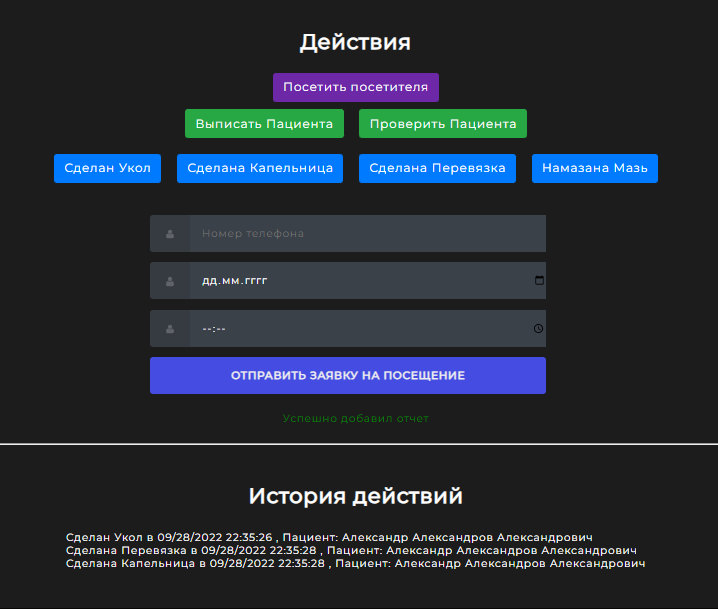 Действия
Посетить посетителя
Выписать Пациента Проверить Пациента
Сделан Укол Сделана Капельница Сделана Перевязка Намазана Мазь
Номер телефона
дд.мм.гггг
--:--
ОТПРАВИТЬ ЗАЯВКУ НА ПОСЕЩЕНИЕ
Успешно добавил отчет
История действий
Сделан Укол в 09/28/2022 22:35:26 , Пациент: Александр Александров Александрович
Сделана Перевязка в 09/28/2022 22:35:28 , Пациент: Александр Александров Александрович
Сделана Капельница в 09/28/2022 22:35:28 , Пациент: Александр Александров Александрович